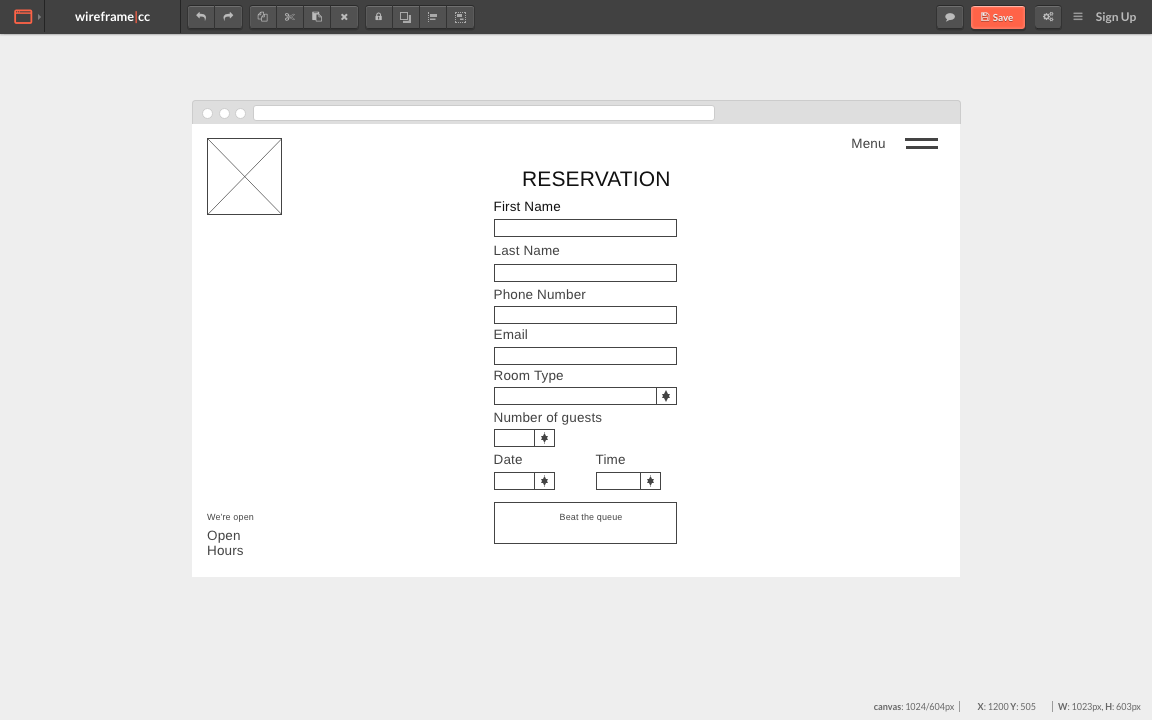 wireframe|cc
Save
Sign Up
Menu
RESERVATION
First Name
Last Name
Phone Number
Email
Room Type
Number of guests
Date
Time
We're open
Beat the queue
Open
Hours
canvas: 1024/604px
X: 1200 Y: 505
W: 1023px, H: 603px